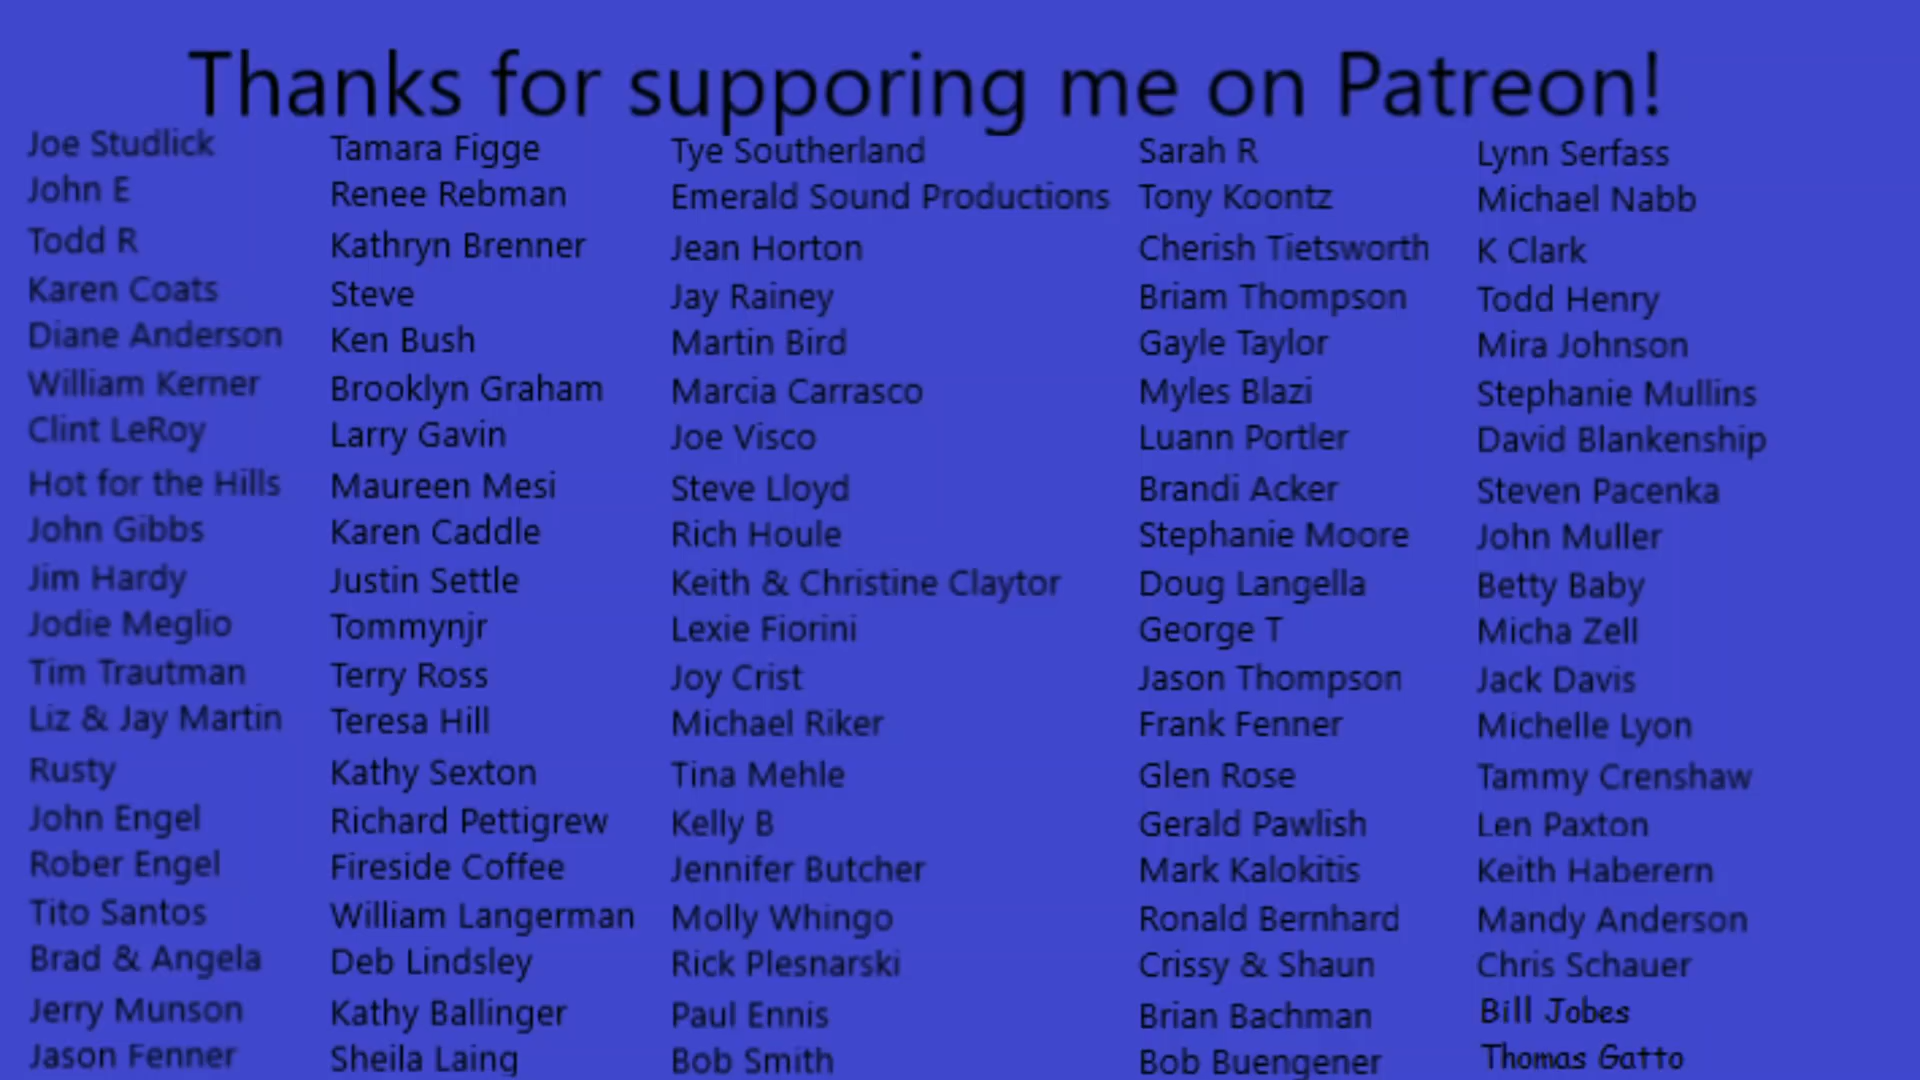 Thanks for supporing me on Patreon!
Joe Studlick
John E
Todd R
Karen Coats
Diane Anderson
William Kerner
Clint LeRoy
Hot for the Hills
John Gibbs
Jim Hardy
Jodie Meglio
Tim Trautman
Liz & Jay Martin
Rusty
John Engel
Rober Engel
Tito Santos
Brad & Angela
Jerry Munson
Jason Fenner
Tamara Figge
Renee Rebman
Kathryn Brenner
Steve
Ken Bush
Brooklyn Graham
Larry Gavin
Maureen Mesi
Karen Caddle
Justin Settle
Tommynjr
Terry Ross
Teresa Hill
Kathy Sexton
Richard Pettigrew
Fireside Coffee
William Langerman
Deb Lindsley
Kathy Ballinger
Sheila Laing
Tye Southerland
Emerald Sound Productions
Jean Horton
Jay Rainey
Martin Bird
Marcia Carrasco
Joe Visco
Steve Lloyd
Rich Houle
Keith & Christine Claytor
Lexie Fiorini
Joy Crist
Michael Riker
Tina Mehle
Kelly B
Jennifer Butcher
Molly Whingo
Rick Plesnarski
Paul Ennis
Bob Smith
Sarah R
Tony Koontz
Cherish Tietsworth
Briam Thompson
Gayle Taylor
Myles Blazi
Luann Portler
Brandi Acker
Stephanie Moore
Doug Langella
George T
Jason Thompson
Frank Fenner
Glen Rose
Gerald Pawlish
Mark Kalokitis
Ronald Bernhard
Crissy & Shaun
Brian Bachman
Bob Buengener
Lynn Serfass
Michael Nabb
K Clark
Todd Henry
Mira Johnson
Stephanie Mullins
David Blankenship
Steven Pacenka
John Muller
Betty Baby
Micha Zell
Jack Davis
Michelle Lyon
Tammy Crenshaw
Len Paxton
Keith Haberern
Mandy Anderson
Chris Schauer
Bill Jobes
Thomas Gatto